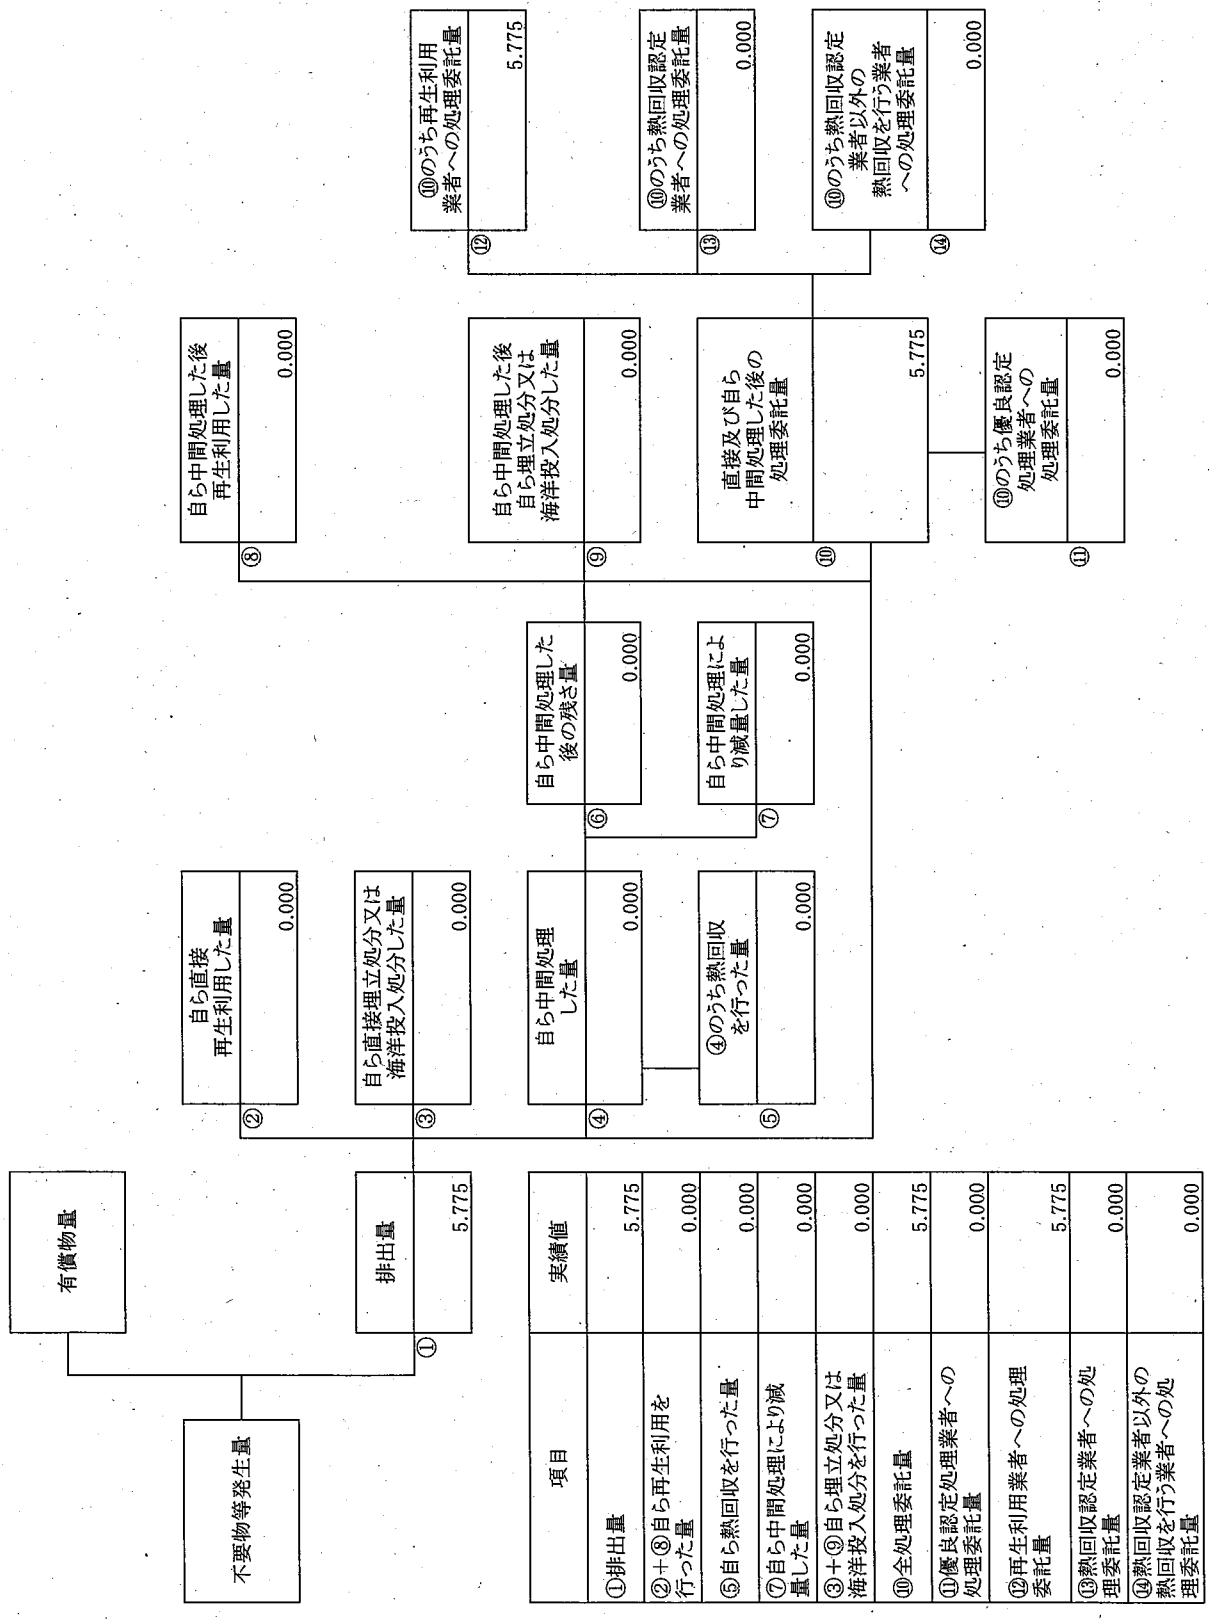 有償物量
不要物等発生量
①
排出量
5.775
②
自ら直接
再生利用した量
0.000
③
自ら直接埋立処分又は
海洋投入処分した量
0.000
④
自ら中間処理
した量
0.000
⑤
④のうち熱回収
を行った量
0.000
⑥
自ら中間処理した
後の残さ量
0.000
⑦
自ら中間処理によ
り減量した量
0.000
⑧
自ら中間処理した後
再生利用した量
0.000
⑨
自ら中間処理した後
自ら埋立処分又は
海洋投入処分した量
0.000
⑩
直接及び自ら
中間処理した後の
処理委託量
5.775
⑪
⑩のうち優良認定
処理業者への
処理委託量
0.000
⑫
⑩のうち再生利用
業者への処理委託量
5.775
⑬
⑩のうち熱回収認定
業者への処理委託量
0.000
⑭
⑩のうち熱回収認定
業者以外の
熱回収を行う業者
への処理委託量
0.000
項目 実績値
①排出量 5.775
②+⑧自ら再生利用を
行った量 0.000
⑤自ら熱回収を行った量 0.000
⑦自ら中間処理により減
量した量 0.000
③+⑨自ら埋立処分又は
海洋投入処分を行った量 0.000
⑩全処理委託量 5.775
⑪優良認定処理業者への
処理委託量 0.000
⑫再生利用業者への処理
委託量 5.775
⑬熱回収認定業者への処
理委託量 0.000
⑭熱回収認定業者以外の
熱回収を行う業者への処
理委託量 0.000